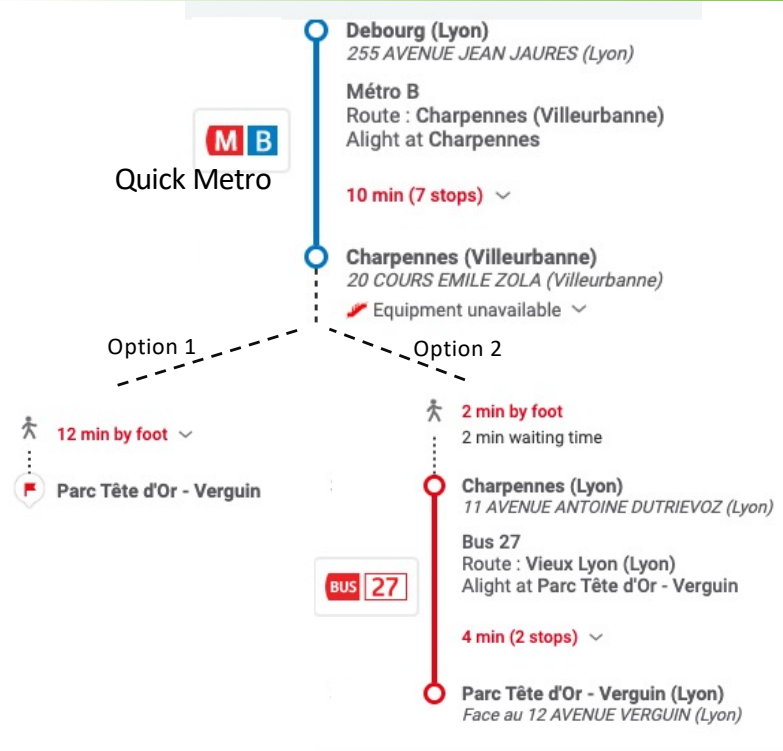 Debourg (Lyon)
255 AVENUE JEAN JAURES (Lyon)
Métro B
Route : Charpennes (Villeurbanne)
Alight at Charpennes
M B
Quick Metro
10 min (7 stops)
Charpennes (Villeurbanne)
20 COURS EMILE ZOLA (Villeurbanne)
Equipment unavailable
Option 1
Option 2
12 min by foot
Parc Tête d'Or - Verguin
2 min by foot
2 min waiting time
Charpennes (Lyon)
11 AVENUE ANTOINE DUTRIEVOZ (Lyon)
Bus 27
Route : Vieux Lyon (Lyon)
Alight at Parc Tête d'Or - Verguin
BUS 27
4 min (2 stops)
Parc Tête d'Or - Verguin (Lyon)
Face au 12 AVENUE VERGUIN (Lyon)